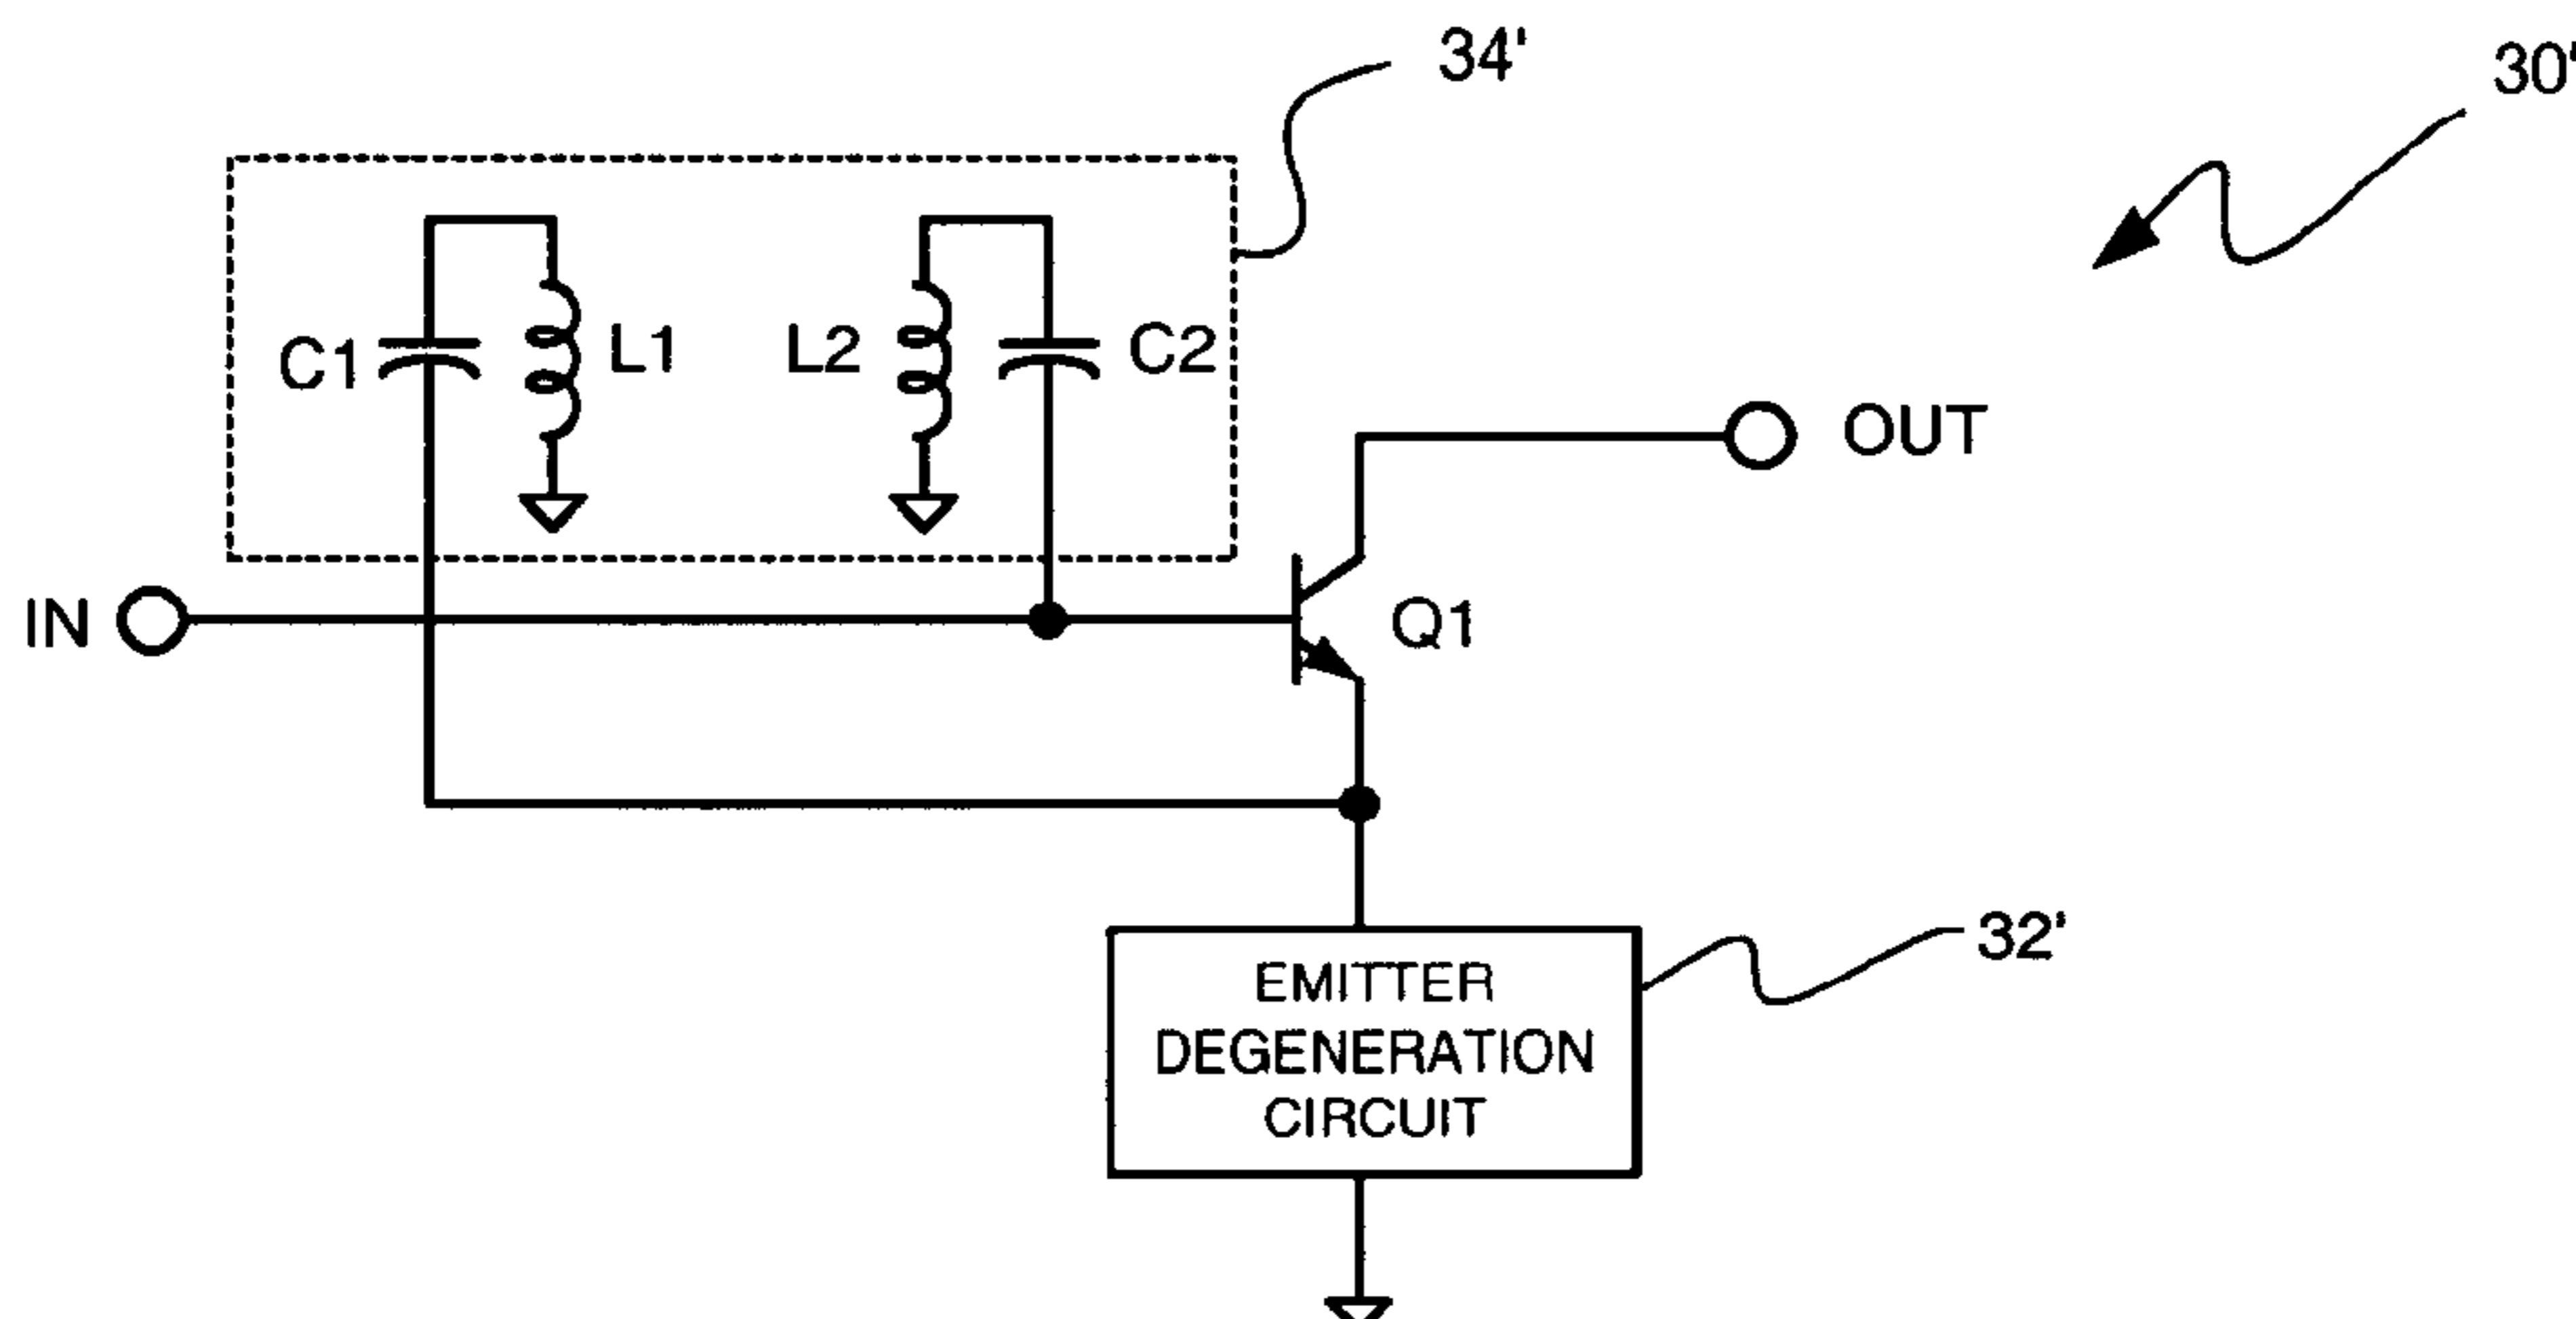 34'
30'
C1
L1
L2
C2
OUT
IN
Q1
32'
EMITTER
DEGENERATION
CIRCUIT